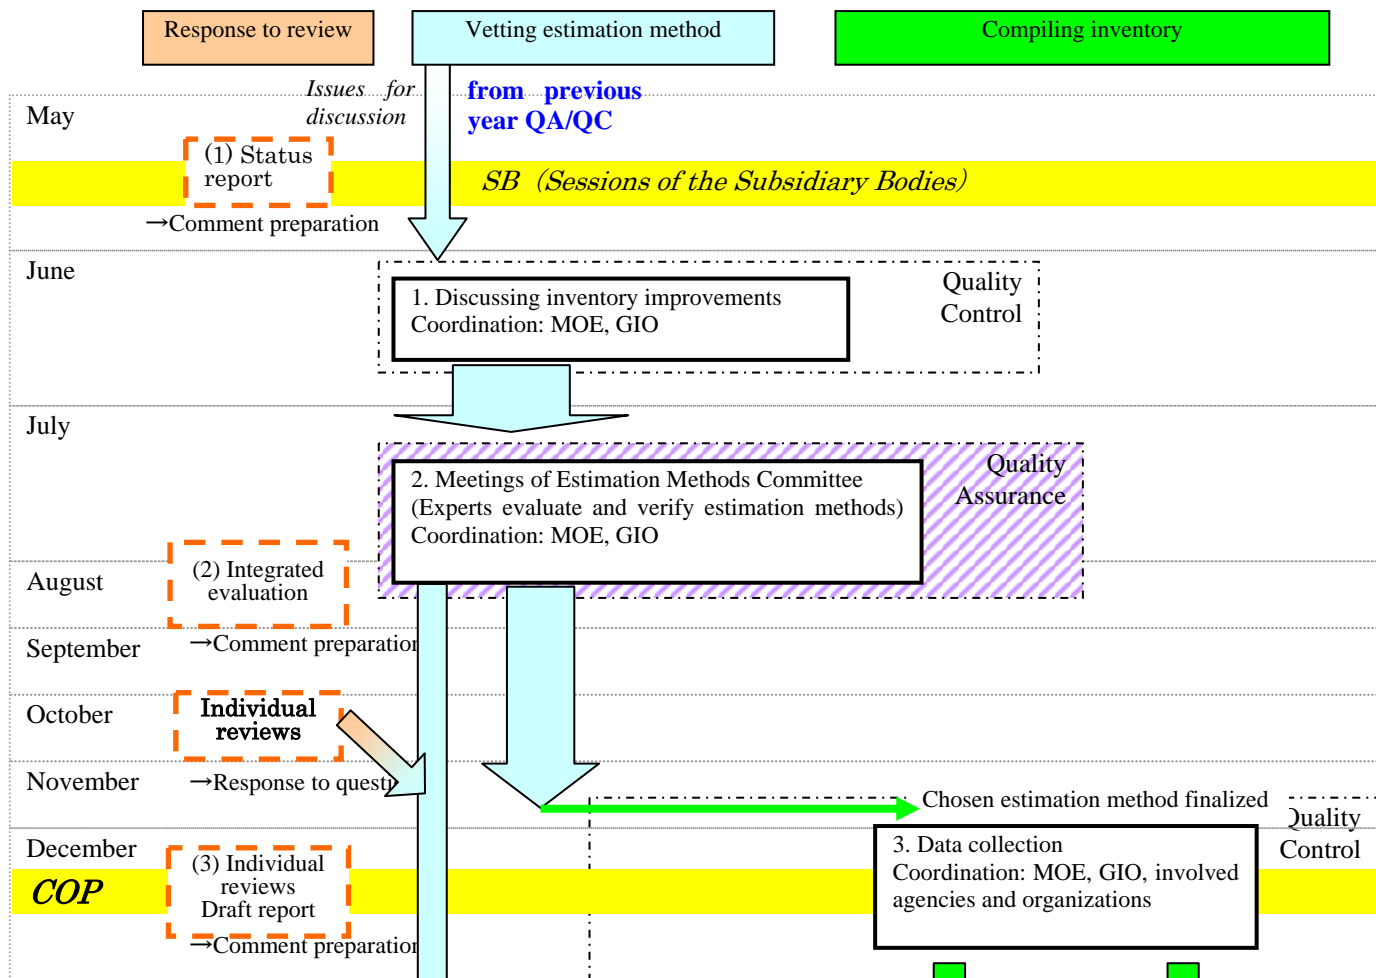 Response to review
Vetting estimation method
Compiling inventory
Issues for
discussion
from previous
year QA/QC
May
(1) Status
report
SB (Sessions of the Subsidiary Bodies)
→Comment preparation
June
Quality
Control
1. Discussing inventory improvements
Coordination: MOE, GIO
July
Quality
Assurance
2. Meetings of Estimation Methods Committee
(Experts evaluate and verify estimation methods)
Coordination: MOE, GIO
August
(2) Integrated
evaluation
→Comment preparation
September
October
Individual
reviews
November
→Response to questi
Chosen estimation method finalized
Quality
Control
December
3. Data collection
Coordination: MOE, GIO, involved
agencies and organizations
COP
(3) Individual
reviews
Draft report
→Comment preparation